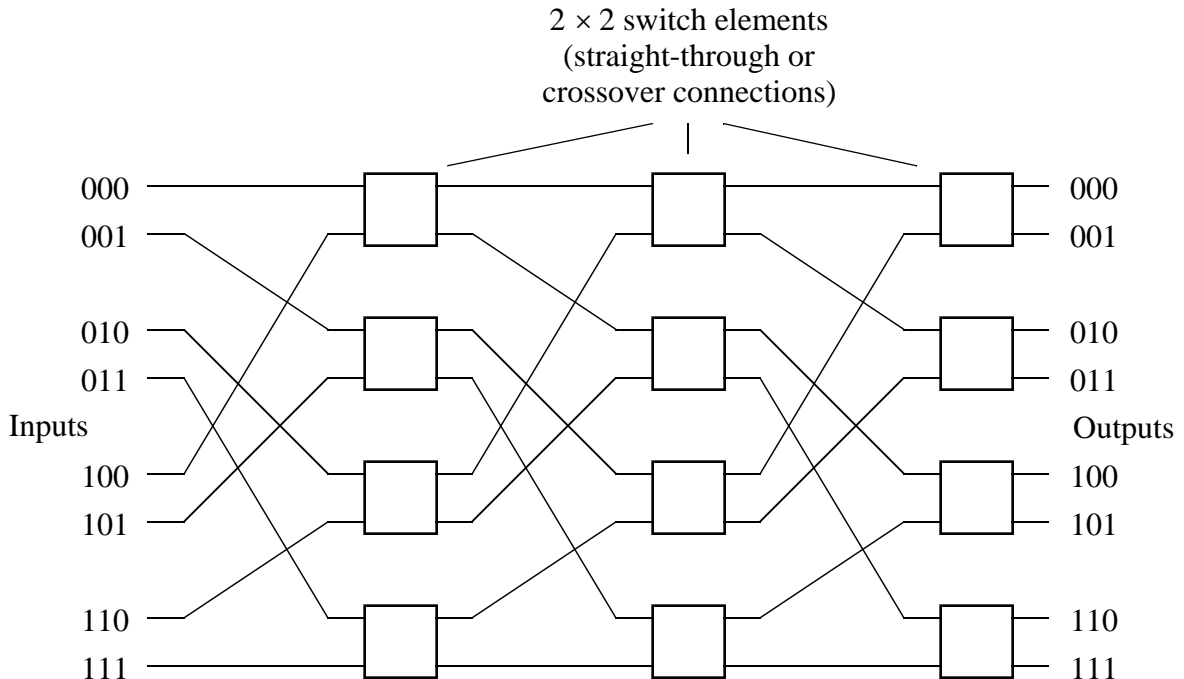 2 × 2 switch elements
(straight-through or
crossover connections)
000 000
001 001
010 010
011 011
Inputs Outputs
100 100
101 101
110 110
111 111